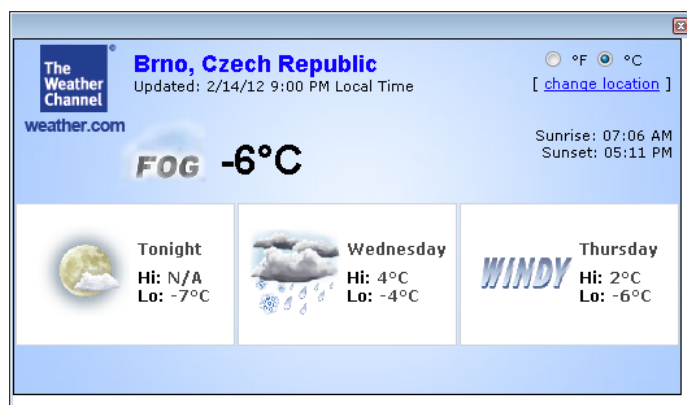 The
Weather
Channel
weather.com
Brno, Czech Republic
Updated: 2/14/12 9:00 PM Local Time
°F °C
[ change location ]
FOG -6°C
Sunrise: 07:06 AM
Sunset: 05:11 PM
Tonight
Hi: N/A
Lo: -7°C
Wednesday
Hi: 4°C
Lo: -4°C
WINDY
Thursday
Hi: 2°C
Lo: -6°C